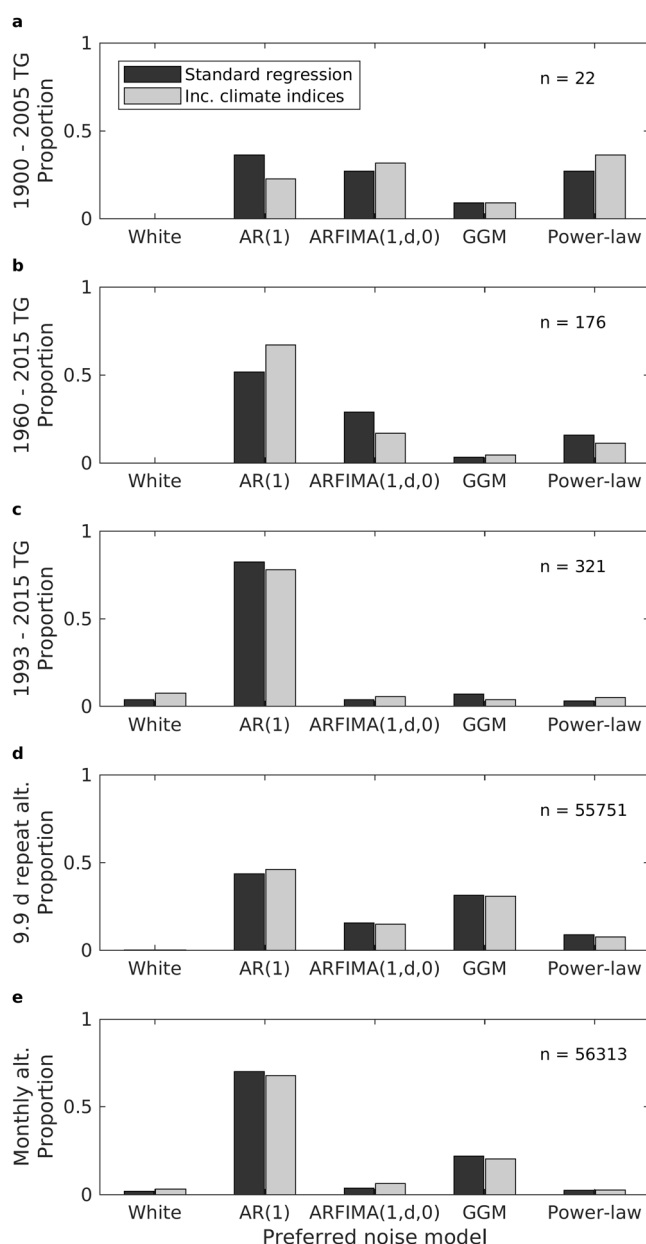 a
1900 - 2005 TG
Proportion
1
0.5
0
Standard regression
Inc. climate indices
n = 22
White AR(1) ARFIMA(1,d,0) GGM Power-law
b
1960 - 2015 TG
Proportion
1
0.5
0
n = 176
White AR(1) ARFIMA(1,d,0) GGM Power-law
c
1993 - 2015 TG
Proportion
1
0.5
0
n = 321
White AR(1) ARFIMA(1,d,0) GGM Power-law
d
9.9 d repeat alt.
Proportion
1
0.5
0
n = 55751
White AR(1) ARFIMA(1,d,0) GGM Power-law
e
Monthly alt.
Proportion
1
0.5
0
n = 56313
White AR(1) ARFIMA(1,d,0) GGM Power-law
Preferred noise model